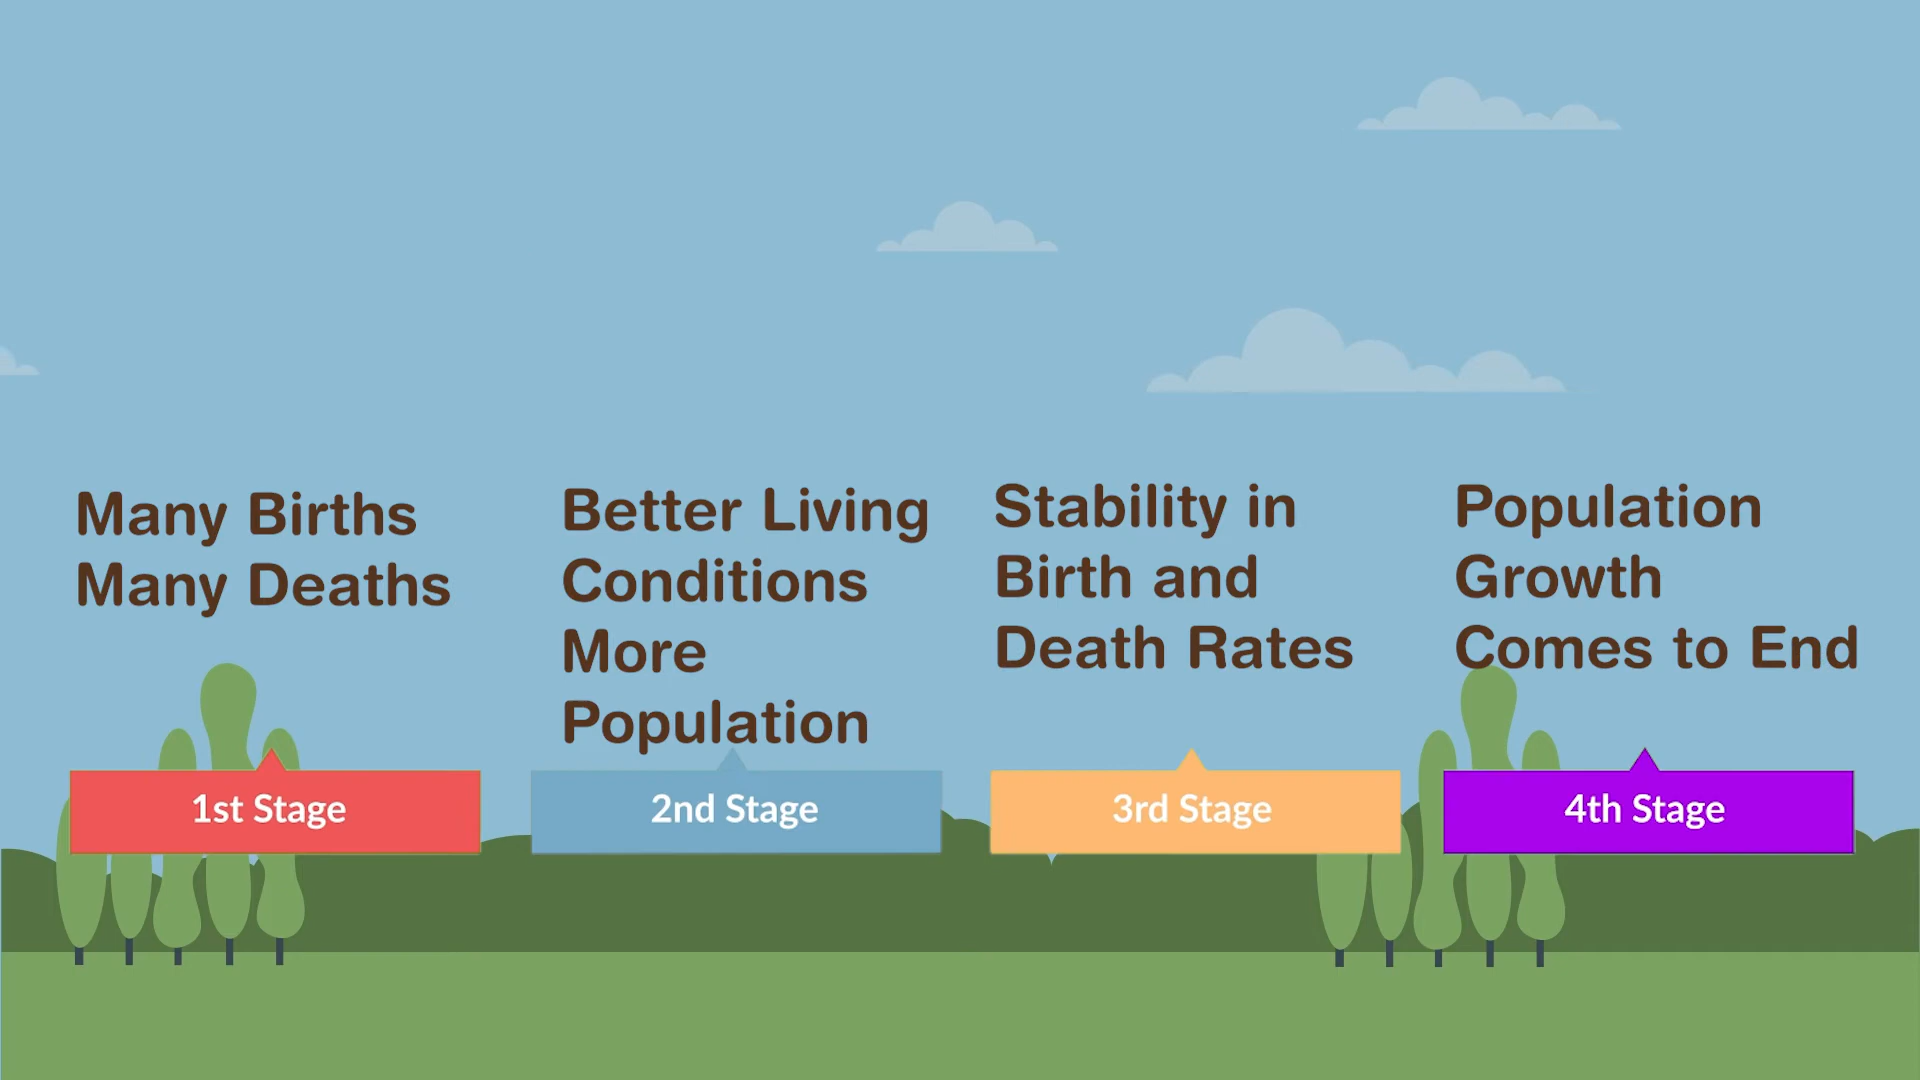 Many Births
Many Deaths
1st Stage
Better Living
Conditions
More
Population
2nd Stage
Stability in
Birth and
Death Rates
3rd Stage
Population
Growth
Comes to End
4th Stage